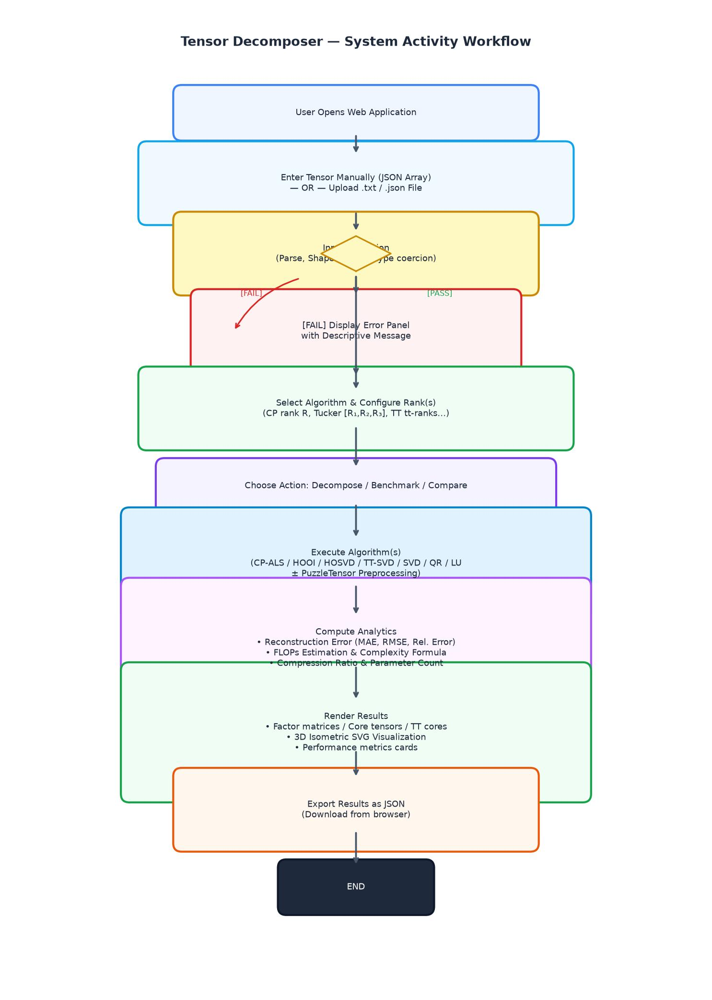 Tensor Decomposer — System Activity Workflow
User Opens Web Application
Enter Tensor Manually (JSON Array)
— OR — Upload .txt / .json File
(Parse, coercion)
[FAIL]
[PASS]
[FAIL] Display Error Panel
with Descriptive Message
Select Algorithm & Configure Rank(s)
(CP rank R, Tucker [R₁,R₂,R₃], TT tt-ranks…)
Choose Action: Decompose / Benchmark / Compare
Execute Algorithm(s)
(CP-ALS / HOOI / HOSVD / TT-SVD / SVD / QR / LU
± PuzzleTensor Preprocessing)
Compute Analytics
• Reconstruction Error (MAE, RMSE, Rel. Error)
• FLOPs Estimation & Complexity Formula
• Compression Ratio & Parameter Count
Render Results
• Factor matrices / Core tensors / TT cores
• 3D Isometric SVG Visualization
• Performance metrics cards
Export Results as JSON
(Download from browser)
END